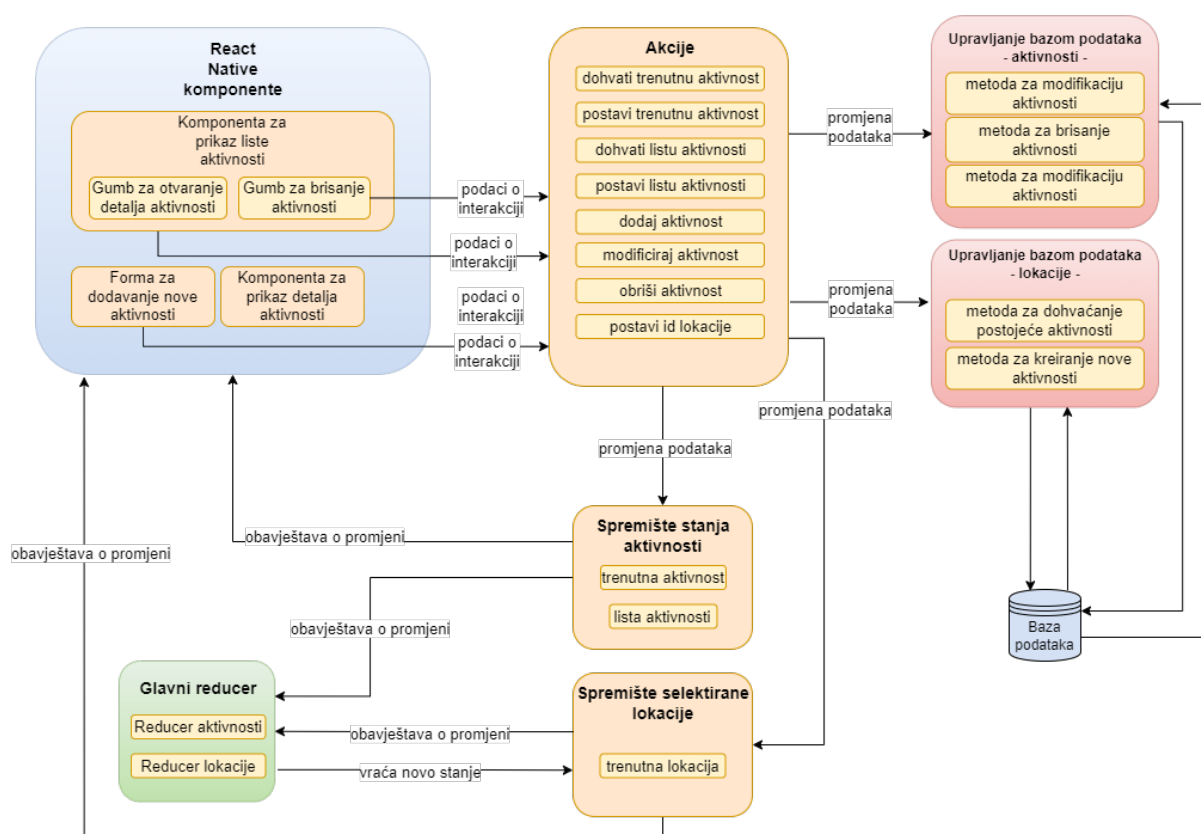 React
Native
komponente
Komponenta za
prikaz liste
aktivnosti
Gumb za otvaranje
detalja aktivnosti
Gumb za brisanje
aktivnosti
Forma za
dodavanje nove
aktivnosti
Komponenta za
prikaz detalja
aktivnosti
podaci o
interakciji
podaci o
interakciji
podaci o
interakciji
podaci o
interakciji
Akcije
dohvati trenutnu aktivnost
postavi trenutnu aktivnost
dohvati listu aktivnosti
postavi listu aktivnosti
dodaj aktivnost
modificiraj aktivnost
obriši aktivnost
postavi id lokacije
promjena
podataka
promjena
podataka
Upravljanje bazom podataka
- aktivnosti -
metoda za modifikaciju
aktivnosti
metoda za brisanje
aktivnosti
metoda za modifikaciju
aktivnosti
Upravljanje bazom podataka
- lokacije -
metoda za dohvaćanje
postojeće aktivnosti
metoda za kreiranje nove
aktivnosti
promjena podataka
promjena podataka
obavještava o promjeni
obavještava o promjeni
Spremište stanja
aktivnosti
trenutna aktivnost
lista aktivnosti
obavještava o promjeni
Baza
podataka
Glavni reducer
Reducer aktivnosti
Reducer lokacije
obavještava o promjeni
vraća novo stanje
Spremište selektirane
lokacije
trenutna lokacija